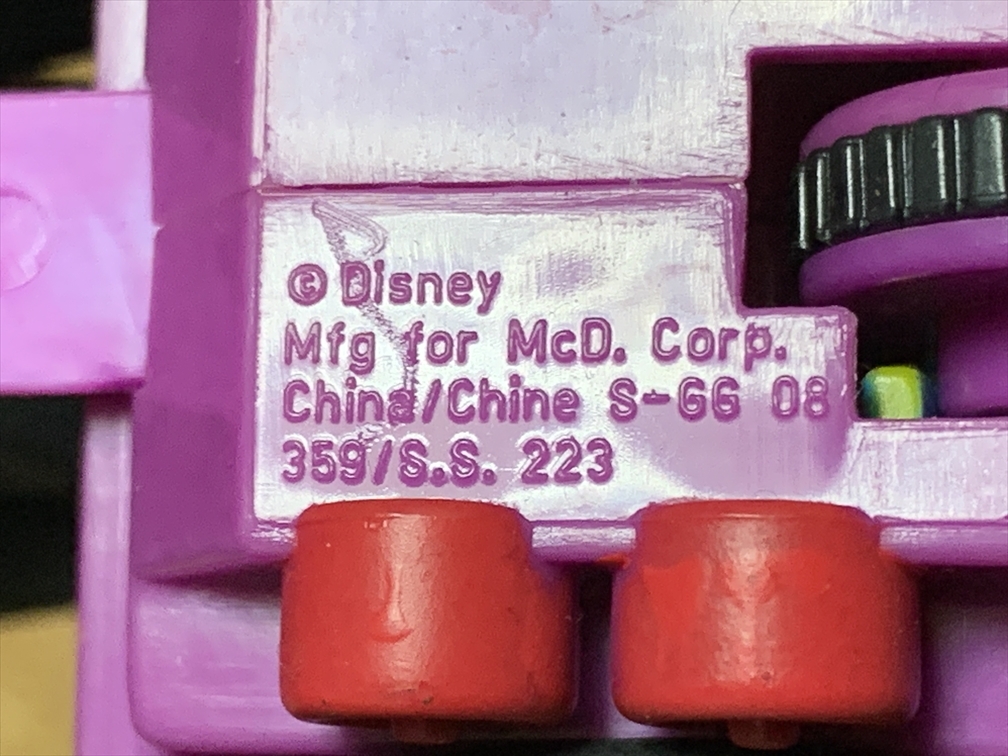 © Disney
Mfg for McD. Corp.
China/Chine S-GG 08
359/S.S. 223